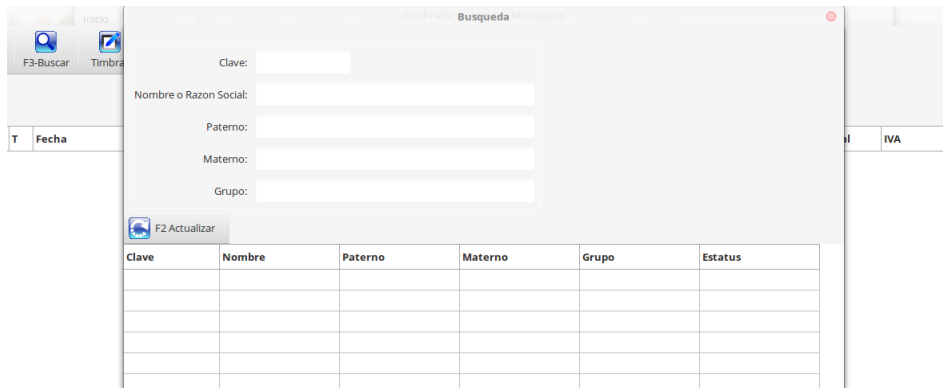 Inicio
Busqueda
F3-Buscar Timbra
Clave:
Nombre o Razon Social:
Paterno:
Materno:
Grupo:
T Fecha
al IVA
F2 Actualizar
Clave Nombre Paterno Materno Grupo Estatus